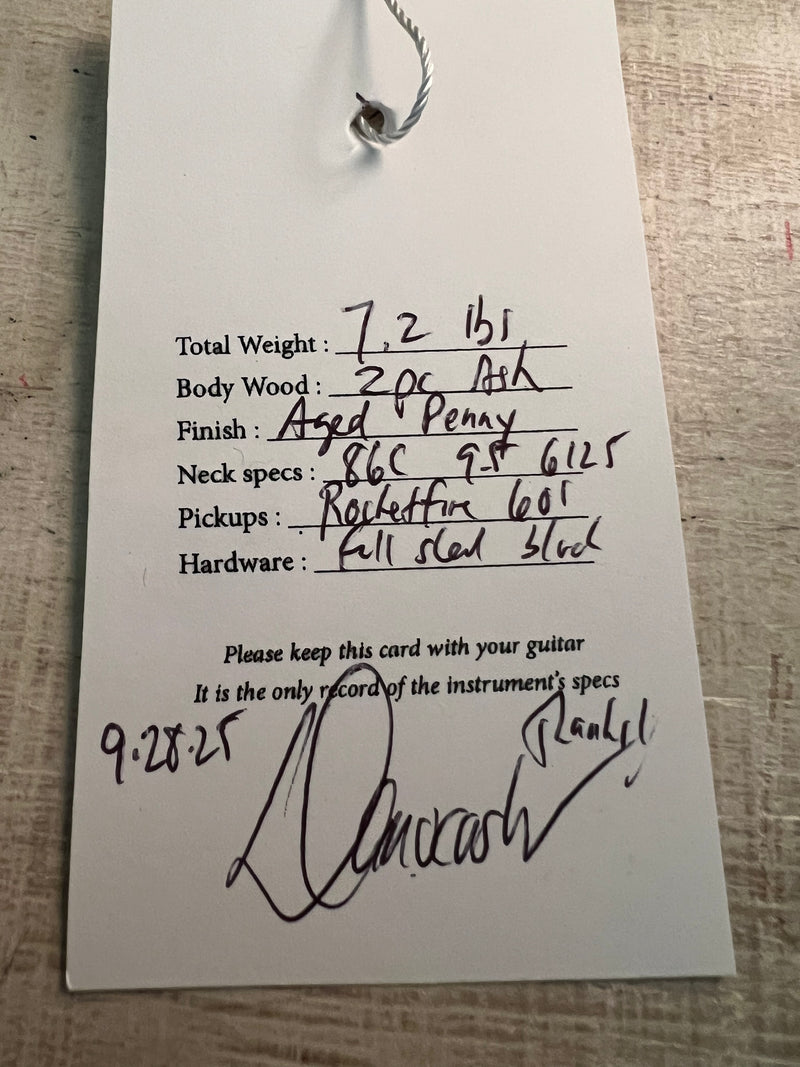 Total Weight : 7.2 lbs
Body Wood : 2pc Ash
Finish : Aged Penny
Neck specs : 86C 9.5 6125
Pickups : Rocketfire 60s
Hardware : full steel
Please keep this card with your guitar
It is the only record of the instrument's specs
9.28.25
Thanks!